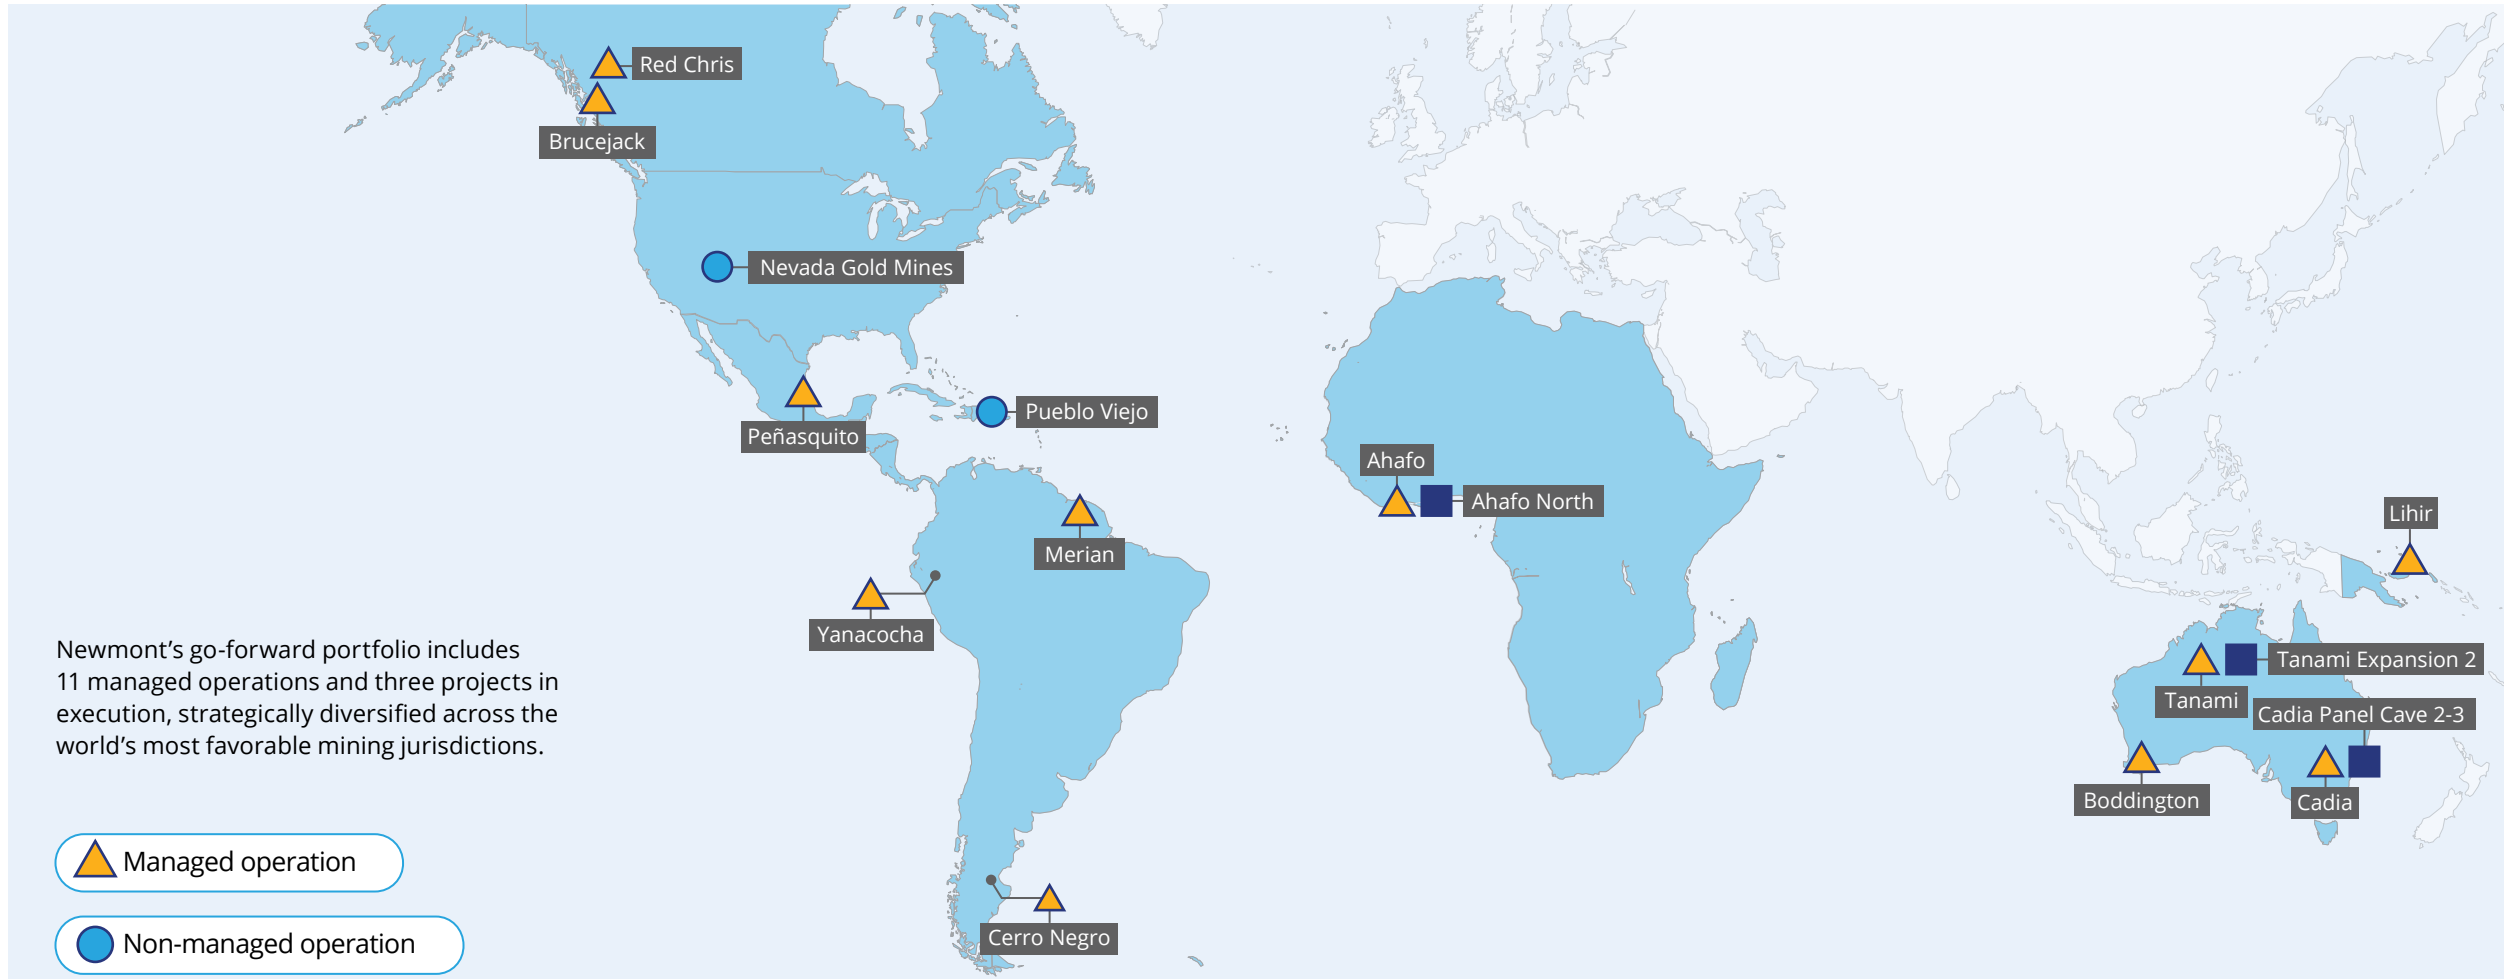 Red Chris
Brucejack
Nevada Gold Mines
Peñasquito
Pueblo Viejo
Ahafo
Ahafo North
Lihir
Merian
Yanacocha
Newmont’s go-forward portfolio includes
11 managed operations and three projects in
execution, strategically diversified across the
world’s most favorable mining jurisdictions.
Tanami Expansion 2
Tanami
Cadia Panel Cave 2-3
Boddington
Cadia
Managed operation
Cerro Negro
Non-managed operation